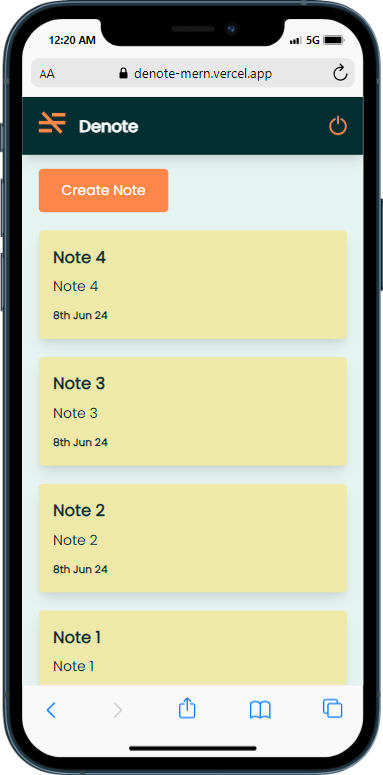 12:20 AM
5G
AA
denote-mern.vercel.app
Denote
Create Note
Note 4
Note 4
8th Jun 24
Note 3
Note 3
8th Jun 24
Note 2
Note 2
8th Jun 24
Note 1
Note 1